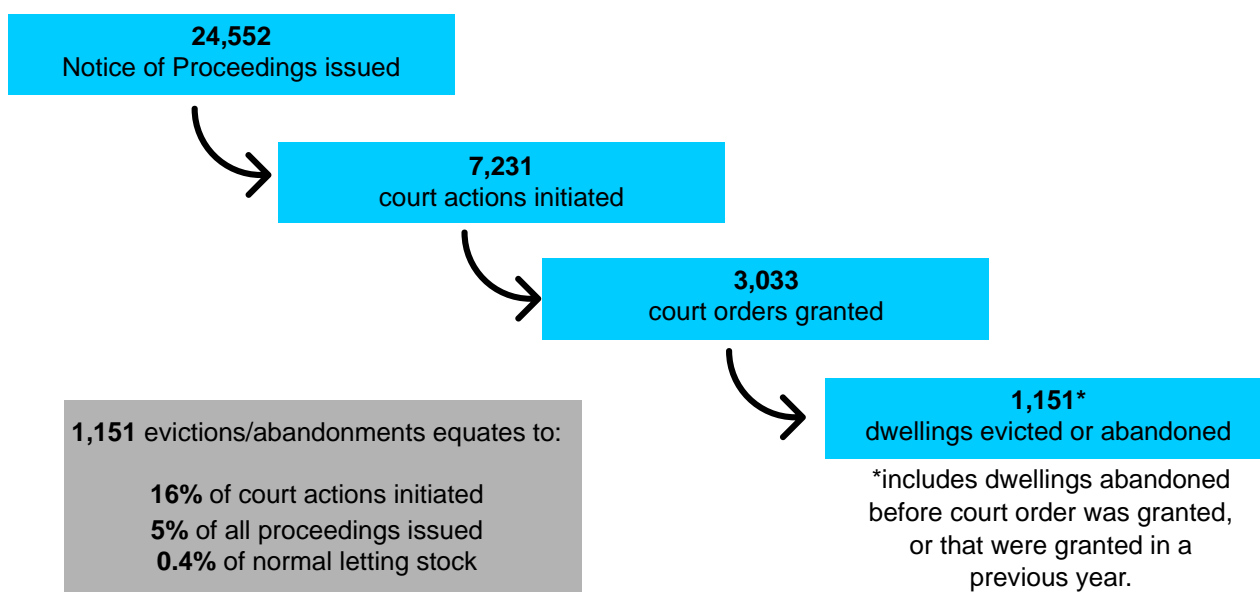 24,552
Notice of Proceedings issued
7,231
court actions initiated
3,033
court orders granted
1,151*
dwellings evicted or abandoned
*includes dwellings abandoned
before court order was granted,
or that were granted in a
previous year.
1,151 evictions/abandonments equates to:
16% of court actions initiated
5% of all proceedings issued
0.4% of normal letting stock